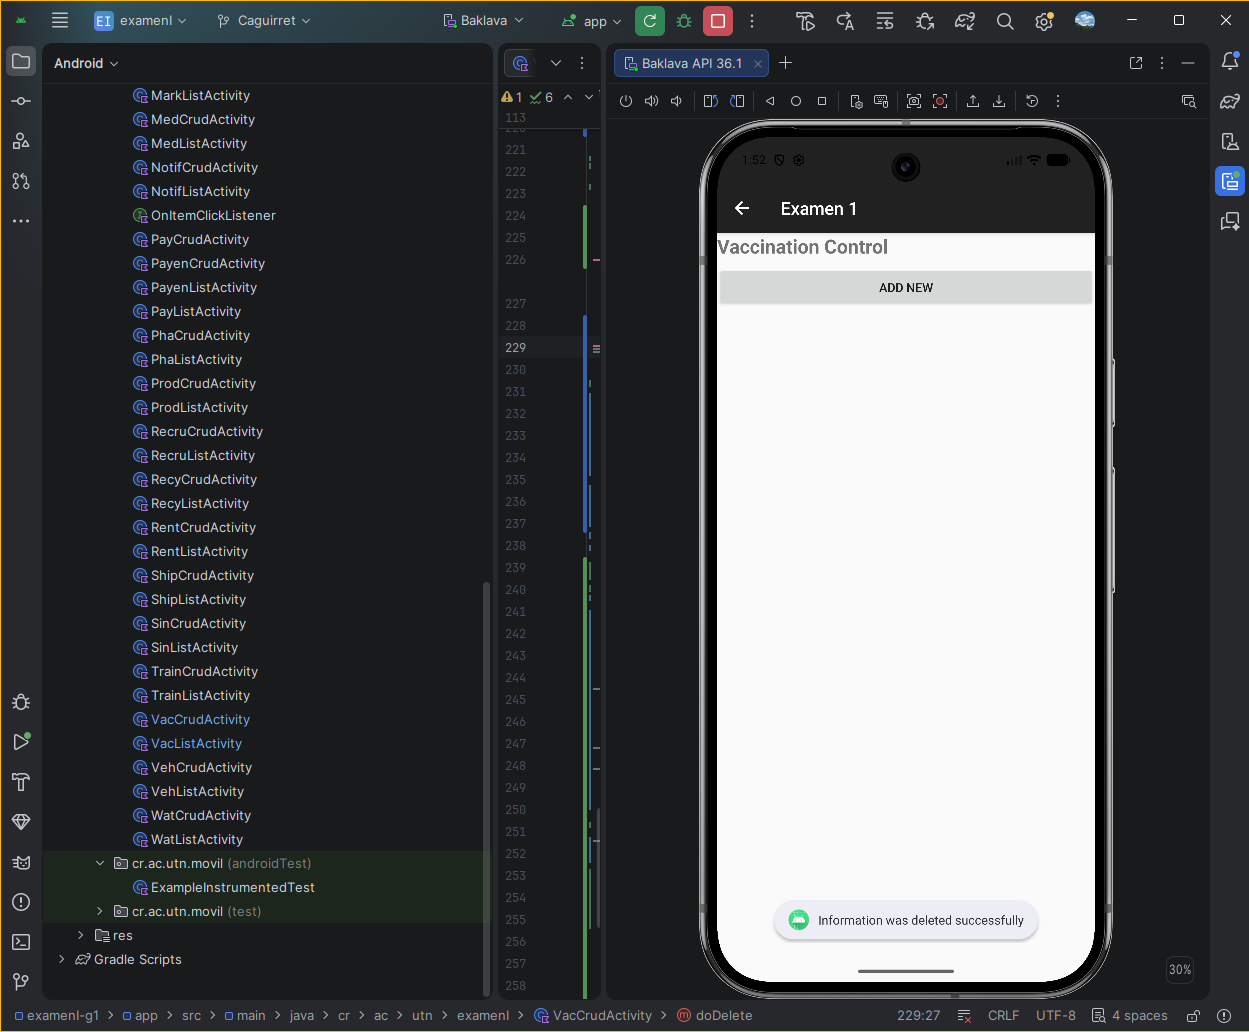 EI examenI
Caguirret
Baklava
app
Android
MarkListActivity
MedCrudActivity
MedListActivity
NotifCrudActivity
NotifListActivity
OnItemClickListener
PayCrudActivity
PayenCrudActivity
PayenListActivity
PayListActivity
PhaCrudActivity
PhaListActivity
ProdCrudActivity
ProdListActivity
RecruCrudActivity
RecruListActivity
RecyCrudActivity
RecyListActivity
RentCrudActivity
RentListActivity
ShipCrudActivity
ShipListActivity
SinCrudActivity
SinListActivity
TrainCrudActivity
TrainListActivity
VacCrudActivity
VacListActivity
VehCrudActivity
VehListActivity
WatCrudActivity
WatListActivity
cr.ac.utn.movil (androidTest)
ExampleInstrumentedTest
cr.ac.utn.movil (test)
res
Gradle Scripts
1 6
113
220
221
222
223
224
225
226
227
228
229
230
231
232
233
234
235
236
237
238
239
240
241
242
243
244
245
246
247
248
249
250
251
252
253
254
255
256
257
258
Baklava API 36.1
1:52
Examen 1
Vaccination Control
ADD NEW
Information was deleted successfully
30%
examenI-g1 > app > src > main > java > cr > ac > utn > examenI > VacCrudActivity > doDelete
229:27 CRLF UTF-8 4 spaces